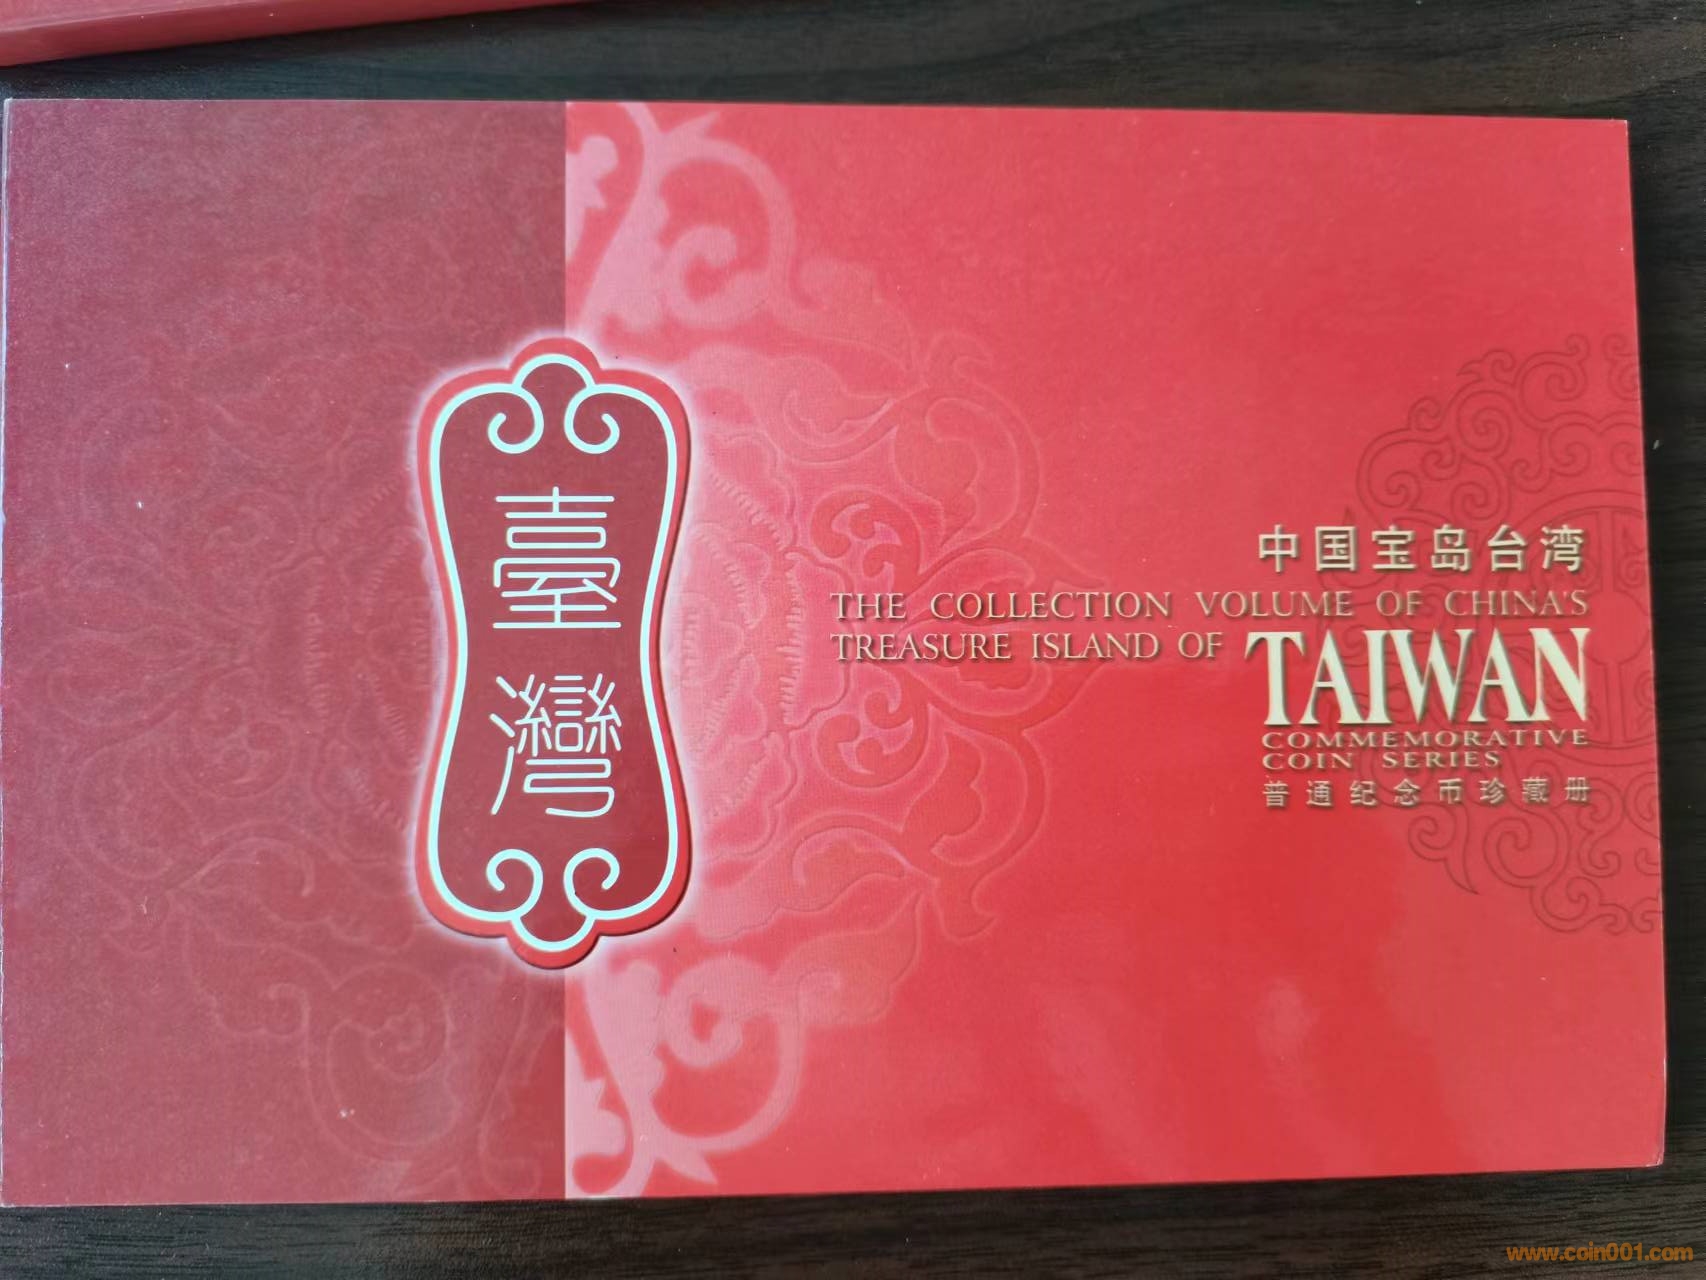 臺灣
中国宝岛台湾
THE COLLECTION VOLUME OF CHINA'S
TREASURE ISLAND OF TAIWAN
COMMEMORATIVE
COIN SERIES
普通纪念币珍藏册
www.coin001.com